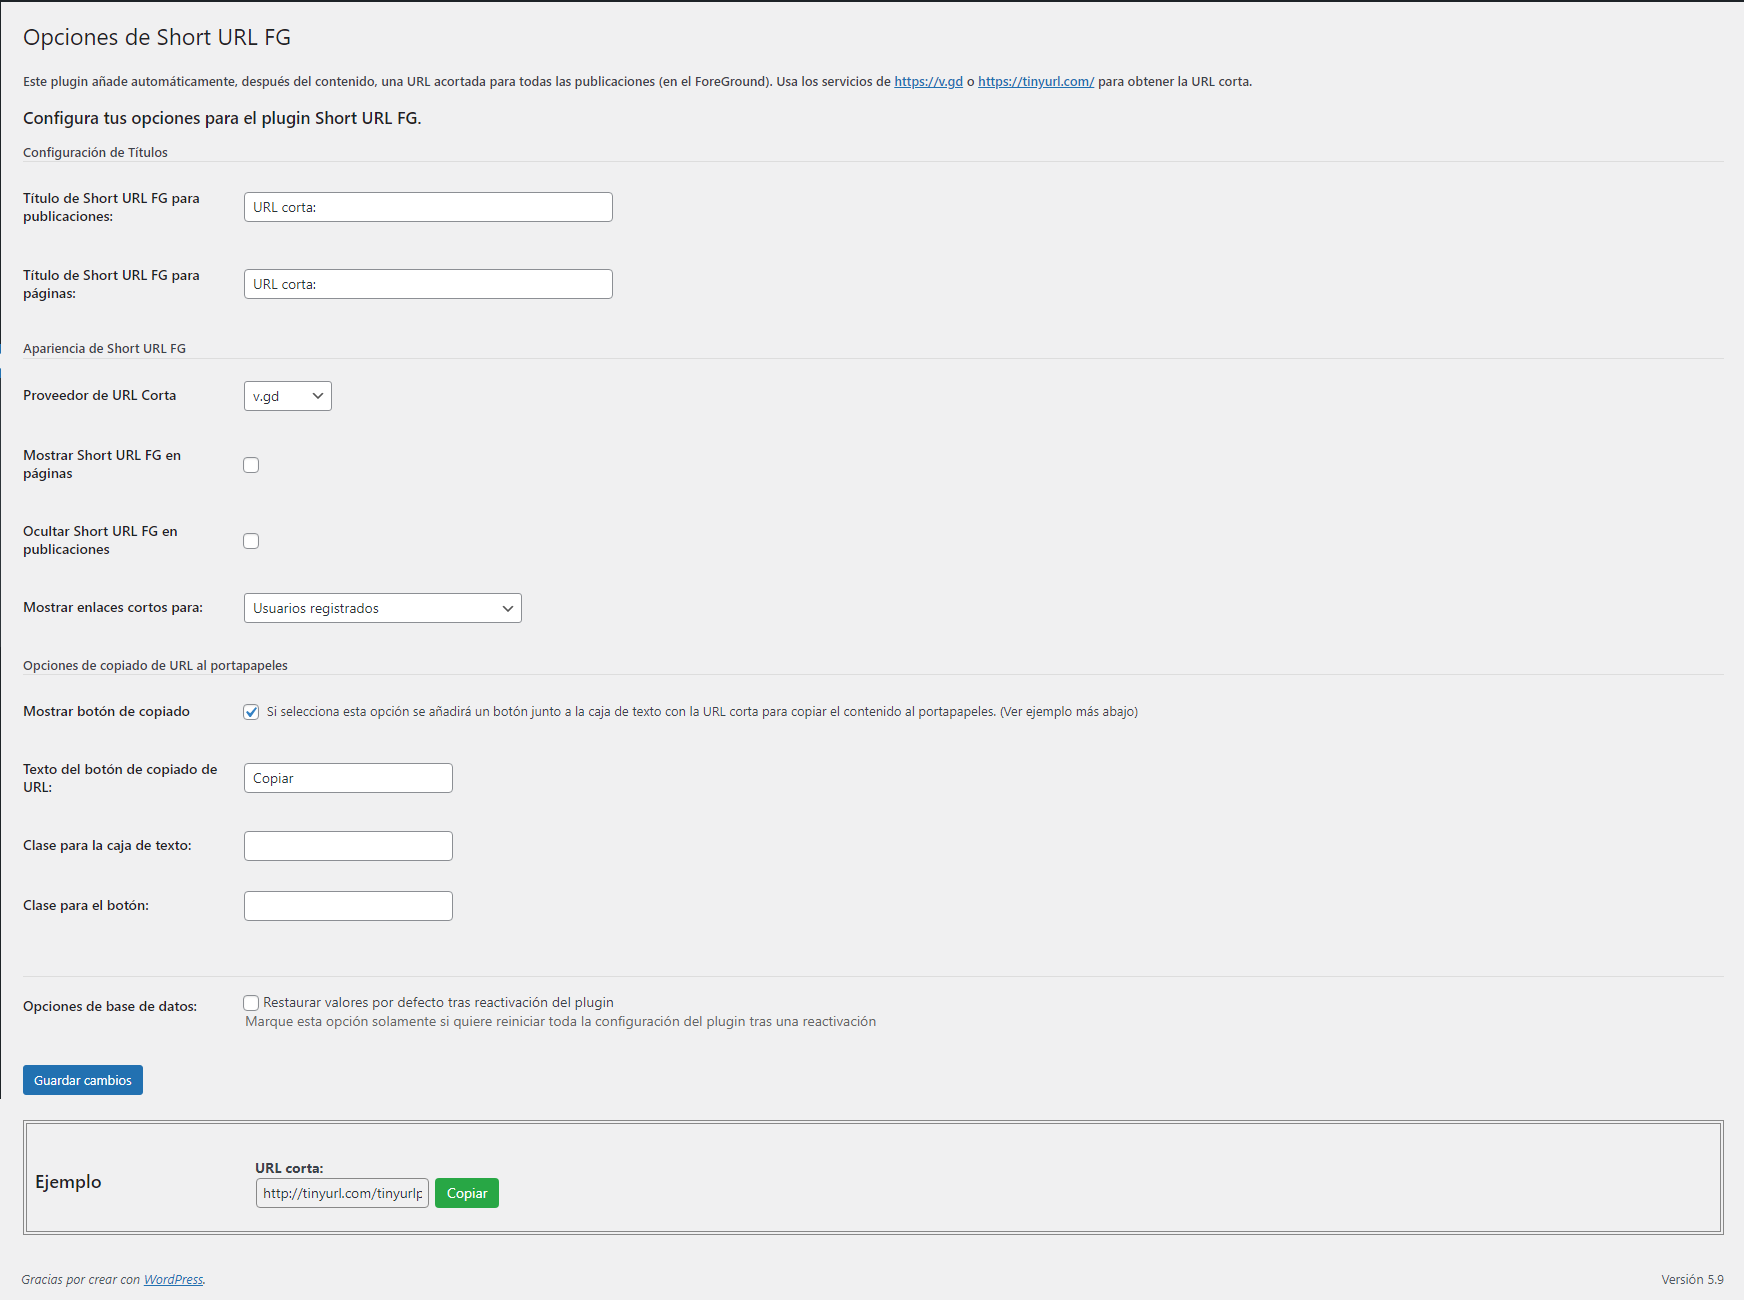 Opciones de Short URL FG
Este plugin añade automáticamente, después del contenido, una URL acortada para todas las publicaciones (en el ForeGround). Usa los servicios de https://v.gd o https://tinyurl.com/ para obtener la URL corta.
Configura tus opciones para el plugin Short URL FG.
Configuración de Títulos
Título de Short URL FG para
publicaciones:
URL corta:
Título de Short URL FG para
páginas:
URL corta:
Apariencia de Short URL FG
Proveedor de URL Corta
v.gd
Mostrar Short URL FG en
páginas
Ocultar Short URL FG en
publicaciones
Mostrar enlaces cortos para:
Usuarios registrados
Opciones de copiado de URL al portapapeles
Mostrar botón de copiado
Si selecciona esta opción se añadirá un botón junto a la caja de texto con la URL corta para copiar el contenido al portapapeles. (Ver ejemplo más abajo)
Texto del botón de copiado de
URL:
Copiar
Clase para la caja de texto:
Clase para el botón:
Opciones de base de datos:
Restaurar valores por defecto tras reactivación del plugin
Marque esta opción solamente si quiere reiniciar toda la configuración del plugin tras una reactivación
Guardar cambios
Ejemplo
URL corta:
http://tinyurl.com/tinyurlp
Copiar
Gracias por crear con WordPress.
Versión 5.9